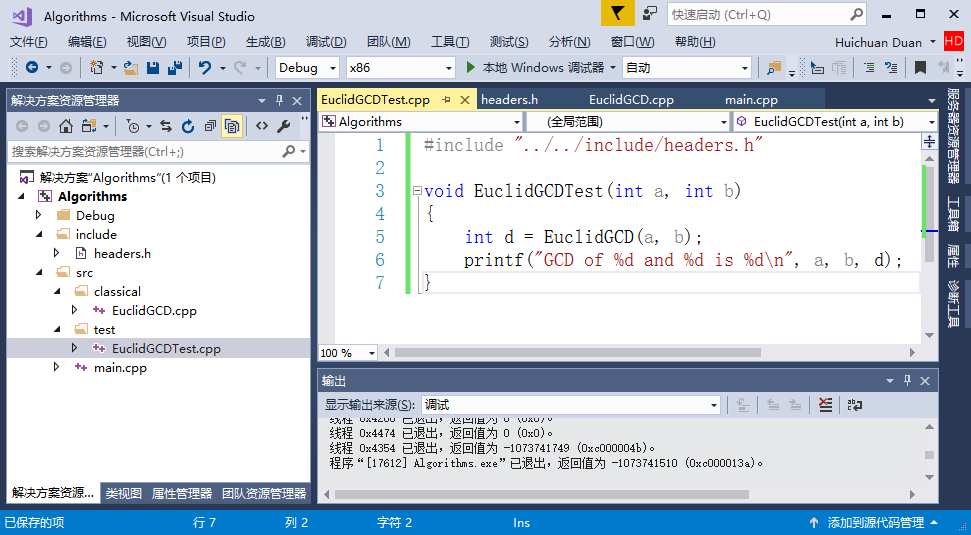 Algorithms - Microsoft Visual Studio
快速启动 (Ctrl+Q)
文件(F) 编辑(E) 视图(V) 项目(P) 生成(B) 调试(D) 团队(M) 工具(T) 测试(S) 分析(N) 窗口(W) 帮助(H) Huichuan Duan HD
Debug x86 本地 Windows 调试器 自动
解决方案资源管理器
搜索解决方案资源管理器(Ctrl+;)
解决方案"Algorithms"(1 个项目)
Algorithms
Debug
include
headers.h
src
classical
EuclidGCD.cpp
test
EuclidGCDTest.cpp
main.cpp
解决方案资源... 类视图 属性管理器 团队资源管理器
EuclidGCDTest.cpp headers.h EuclidGCD.cpp main.cpp
Algorithms (全局范围) EuclidGCDTest(int a, int b)
1 #include "../../include/headers.h"
2
3 void EuclidGCDTest(int a, int b)
4 {
5 int d = EuclidGCD(a, b);
6 printf("GCD of %d and %d is %d\n", a, b, d);
7 }
100 %
输出
显示输出来源(S): 调试
线程 0x4200 已退出，返回值为 0 (0x0)。
线程 0x4474 已退出，返回值为 0 (0x0)。
线程 0x4354 已退出，返回值为 -1073741749 (0xc000004b)。
程序“[17612] Algorithms.exe”已退出，返回值为 -1073741510 (0xc000013a)。
服务器资源管理器
工具箱
属性
诊断工具
已保存的项 行 7 列 2 字符 2 Ins 添加到源代码管理